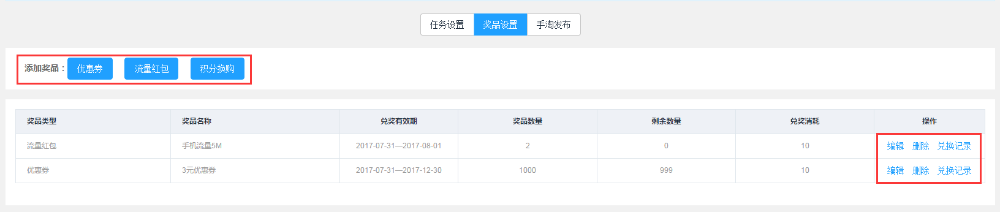 任务设置 奖品设置 手淘发布
添加奖品： 优惠券 流量红包 积分换购
奖品类型 奖品名称 兑奖有效期 奖品数量 剩余数量 兑奖消耗 操作
流量红包 手机流量5M 2017-07-31—2017-08-01 2 0 10 编辑 删除 兑换记录
优惠券 3元优惠券 2017-07-31—2017-12-30 1000 999 10 编辑 删除 兑换记录